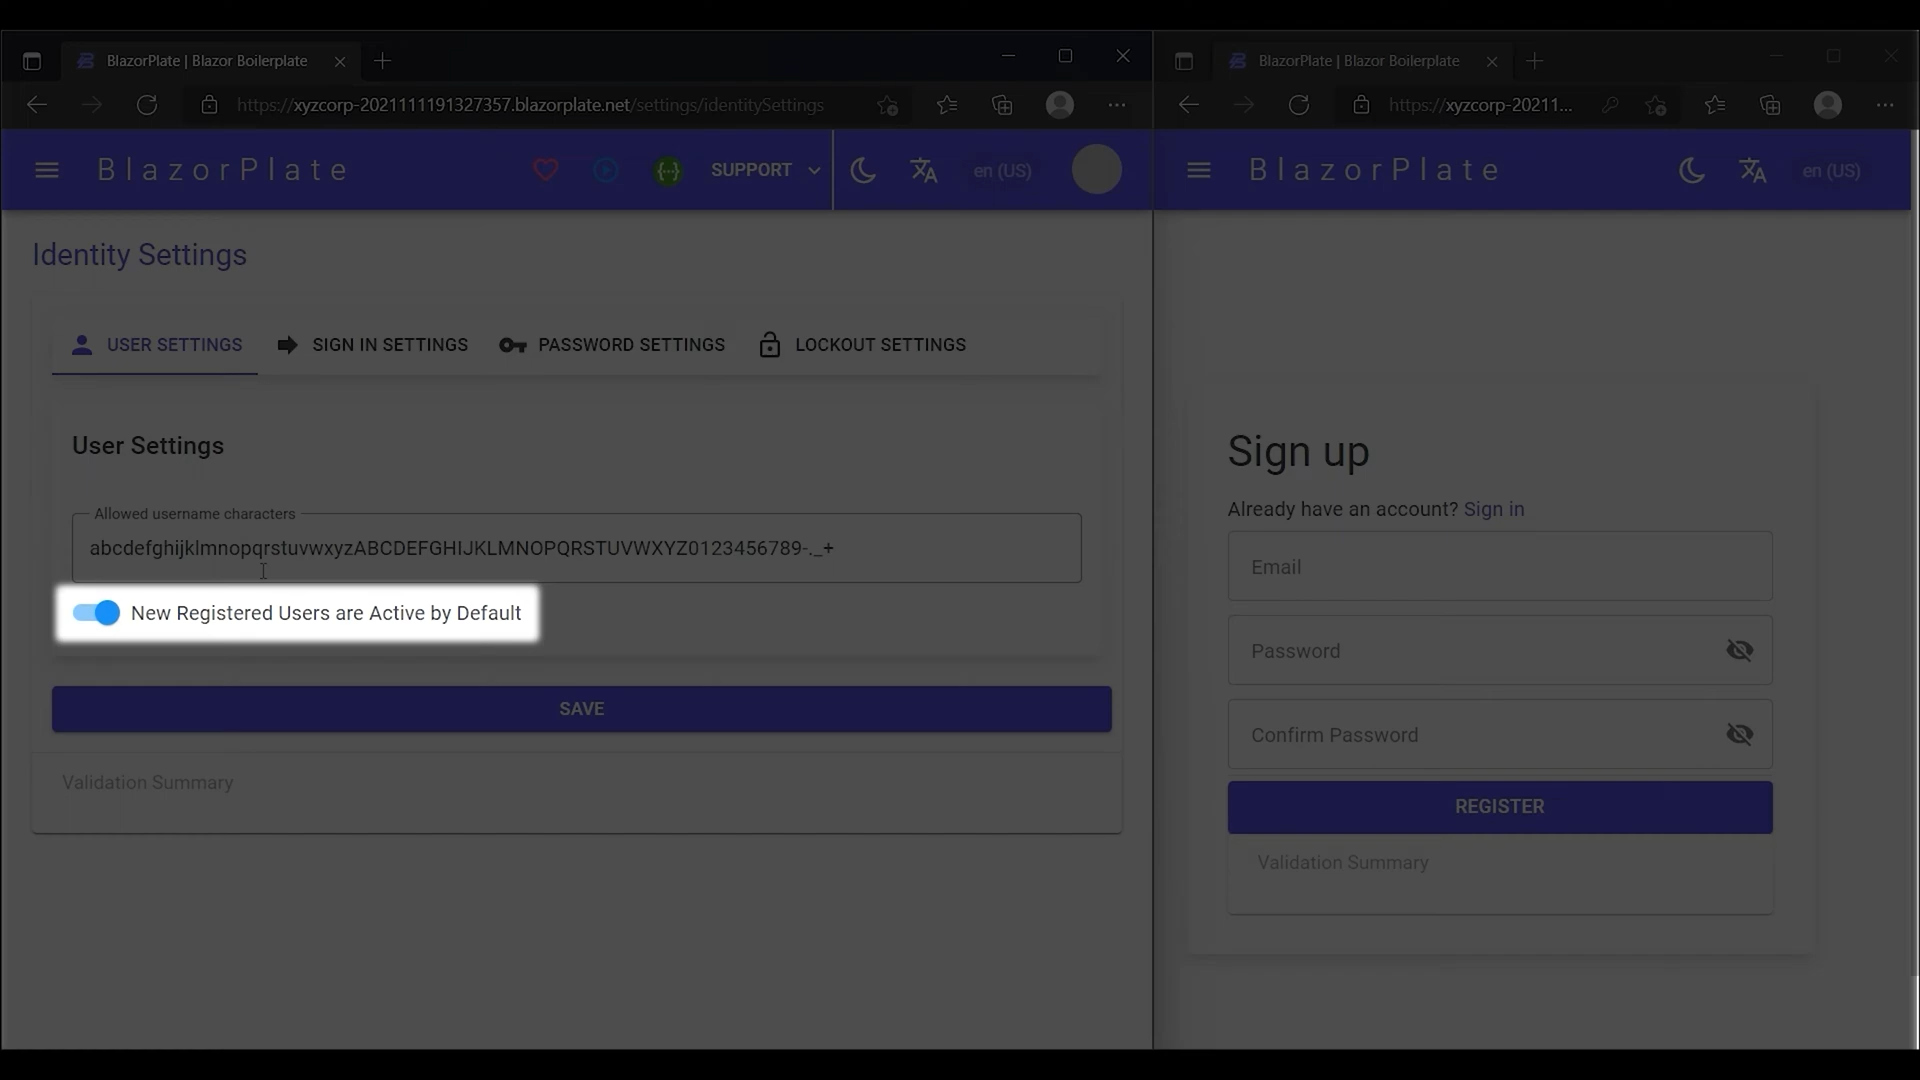 BlazorPlate | Blazor Boilerplate
https://xyzcorp-2021111191327357.blazorplate.net/settings/identitySettings
BlazorPlate
SUPPORT
en (US)
Identity Settings
USER SETTINGS
SIGN IN SETTINGS
PASSWORD SETTINGS
LOCKOUT SETTINGS
User Settings
Allowed username characters
abcdefghijklmnopqrstuvwxyzABCDEFGHIJKLMNOPQRSTUVWXYZ0123456789-._+
New Registered Users are Active by Default
SAVE
Validation Summary
BlazorPlate | Blazor Boilerplate
https://xyzcorp-20211...
BlazorPlate
en (US)
Sign up
Already have an account? Sign in
Email
Password
Confirm Password
REGISTER
Validation Summary